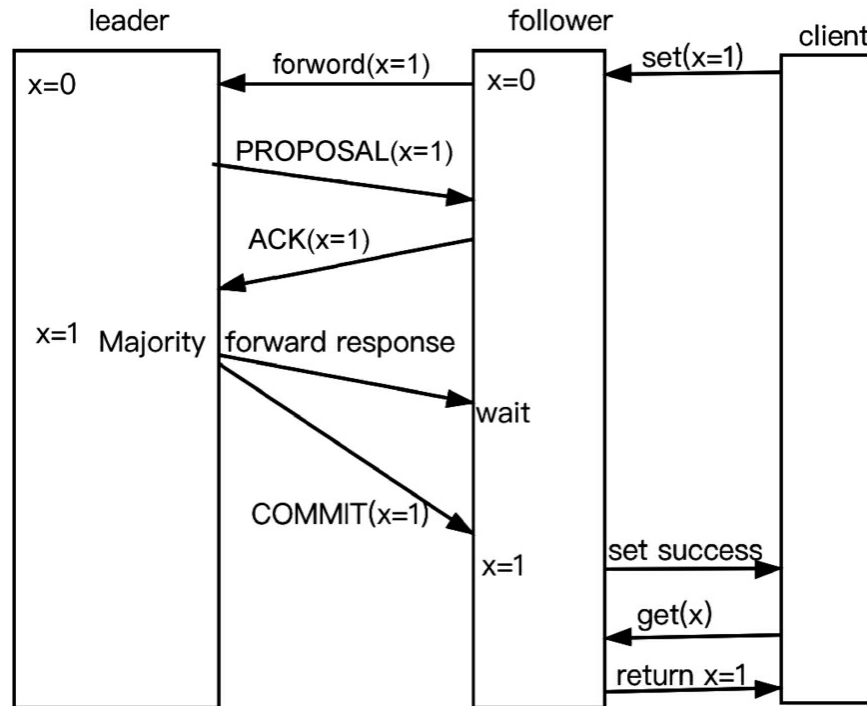 leader
follower
client
forword(x=1)
set(x=1)
x=0
x=0
PROPOSAL(x=1)
ACK(x=1)
x=1
Majority
forward response
wait
COMMIT(x=1)
x=1
set success
get(x)
return x=1